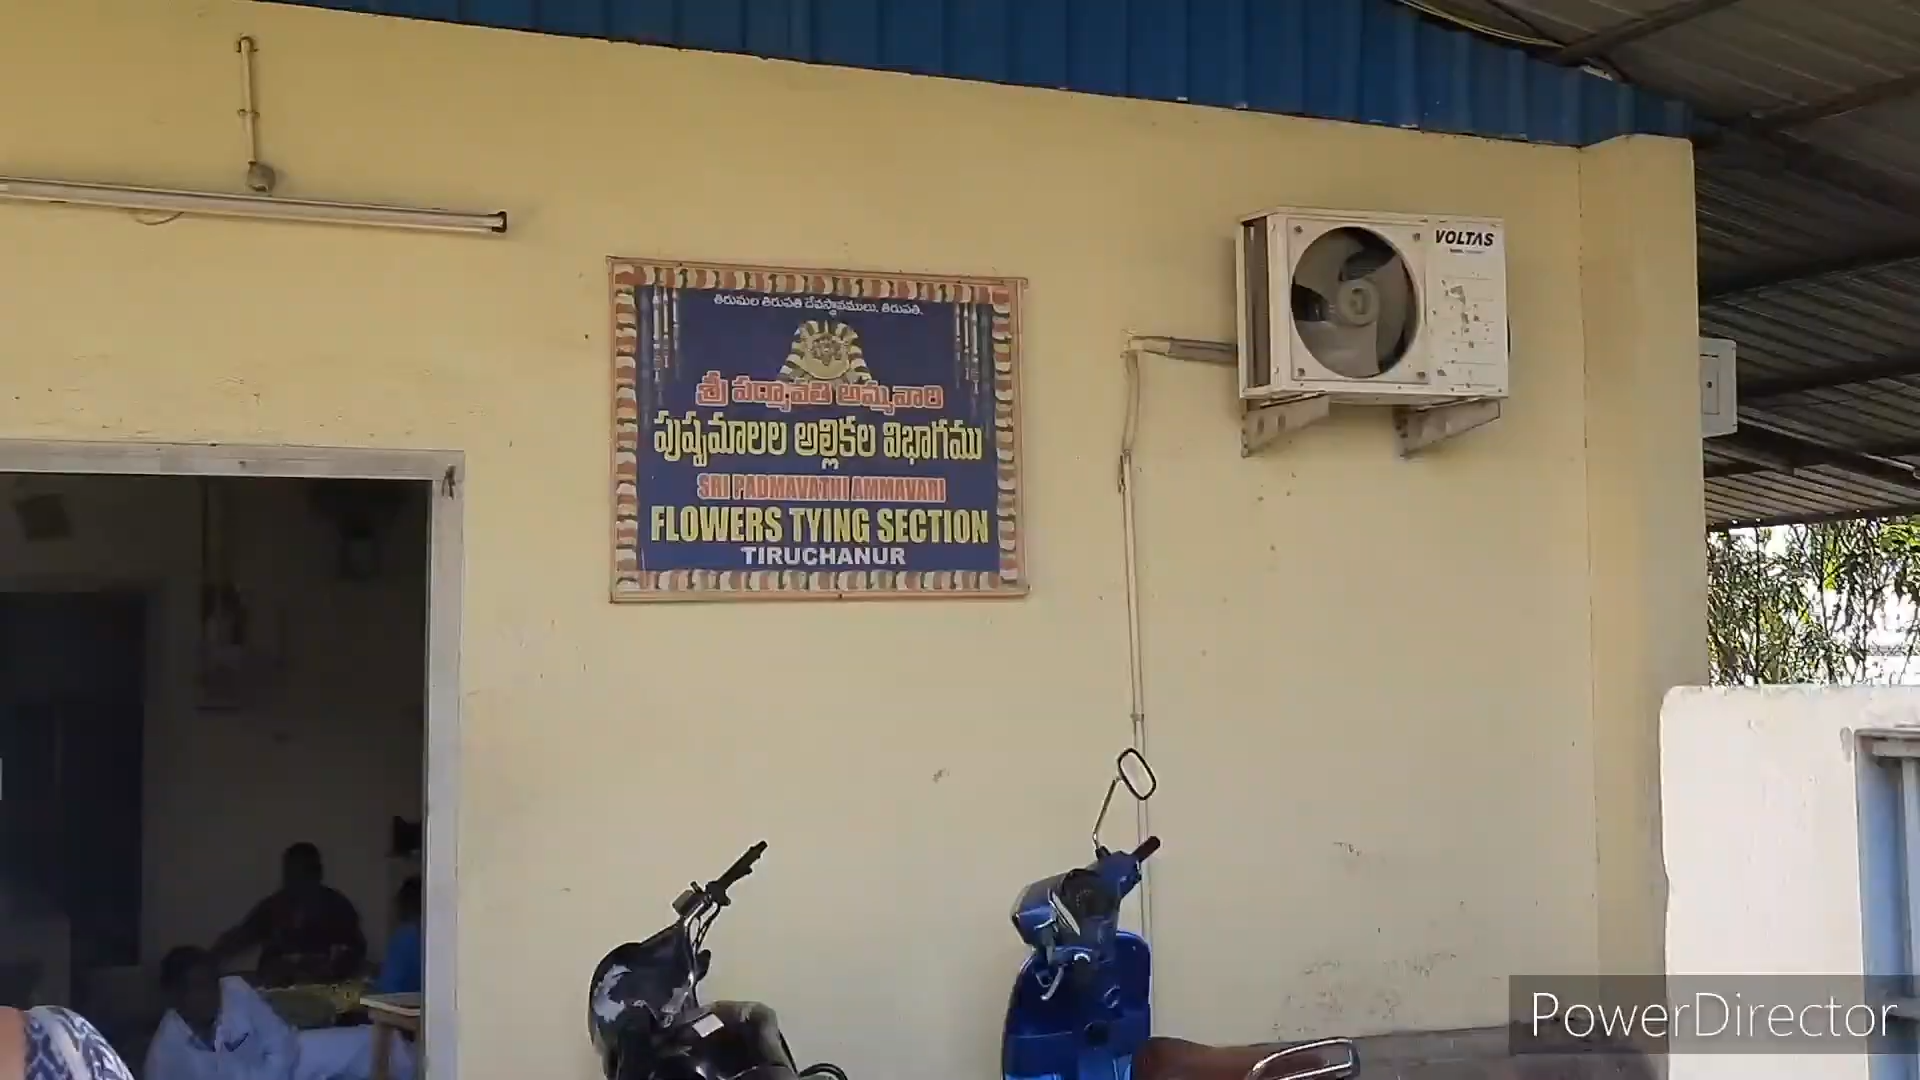 తిరుమల తిరుపతి దేవస్థానములు, తిరుపతి.
శ్రీ పద్మావతి అమ్మవారి
పుష్పమాలల అల్లికల విభాగము
SRI PADMAVATHI AMMAVARI
FLOWERS TYING SECTION
TIRUCHANUR
VOLTAS
PowerDirector